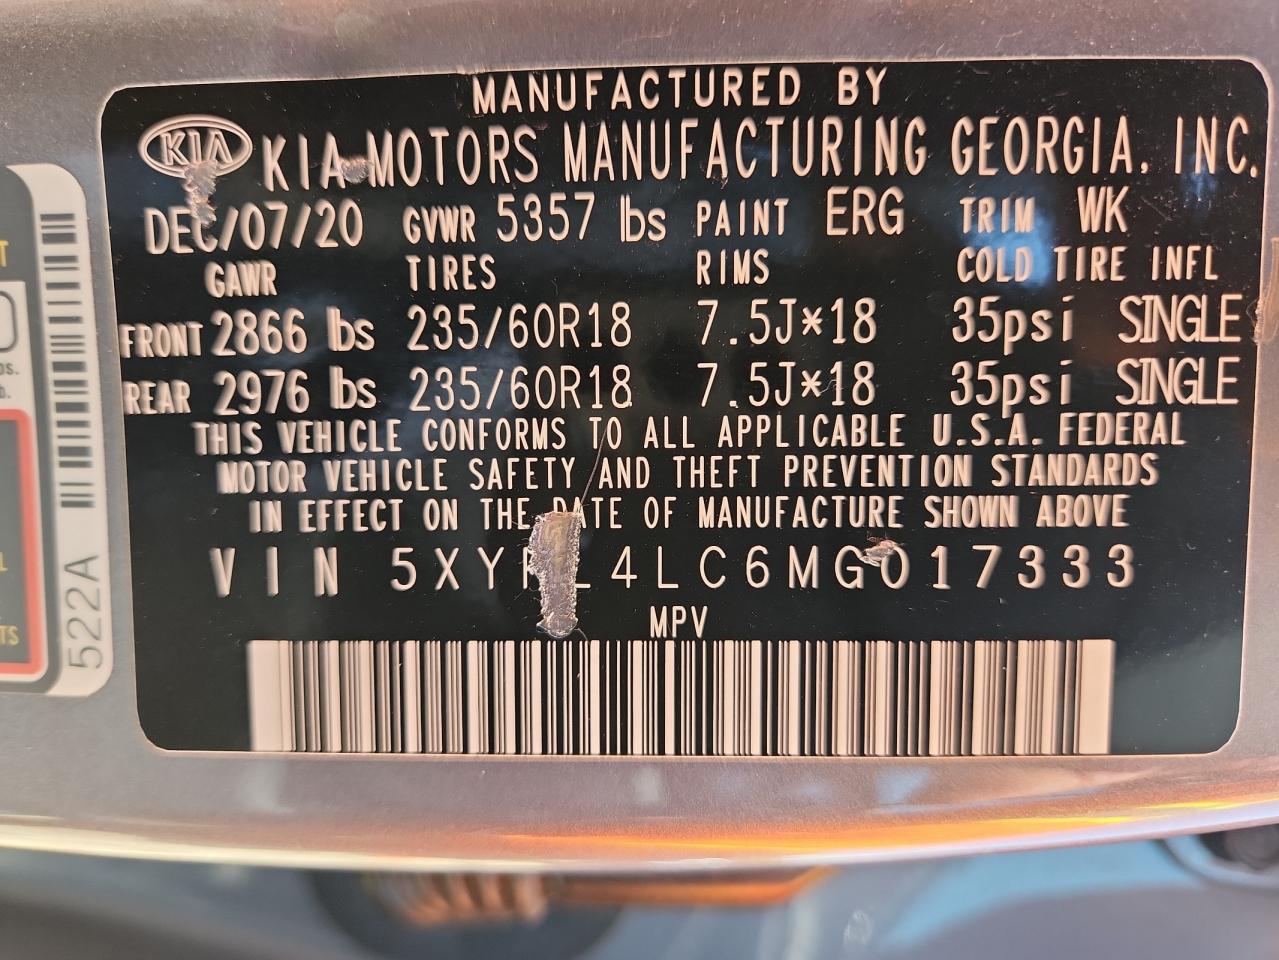 MANUFACTURED BY
KIA KIA MOTORS MANUFACTURING GEORGIA, INC.
DEC/07/20 GVWR 5357 lbs PAINT ERG TRIM WK
GAWR TIRES RIMS COLD TIRE INFL
FRONT 2866 lbs 235/60R18 7.5J*18 35psi SINGLE
REAR 2976 lbs 235/60R18 7.5J*18 35psi SINGLE
THIS VEHICLE CONFORMS TO ALL APPLICABLE U.S.A. FEDERAL
MOTOR VEHICLE SAFETY AND THEFT PREVENTION STANDARDS
IN EFFECT ON THE DATE OF MANUFACTURE SHOWN ABOVE
VIN
MPV
522A